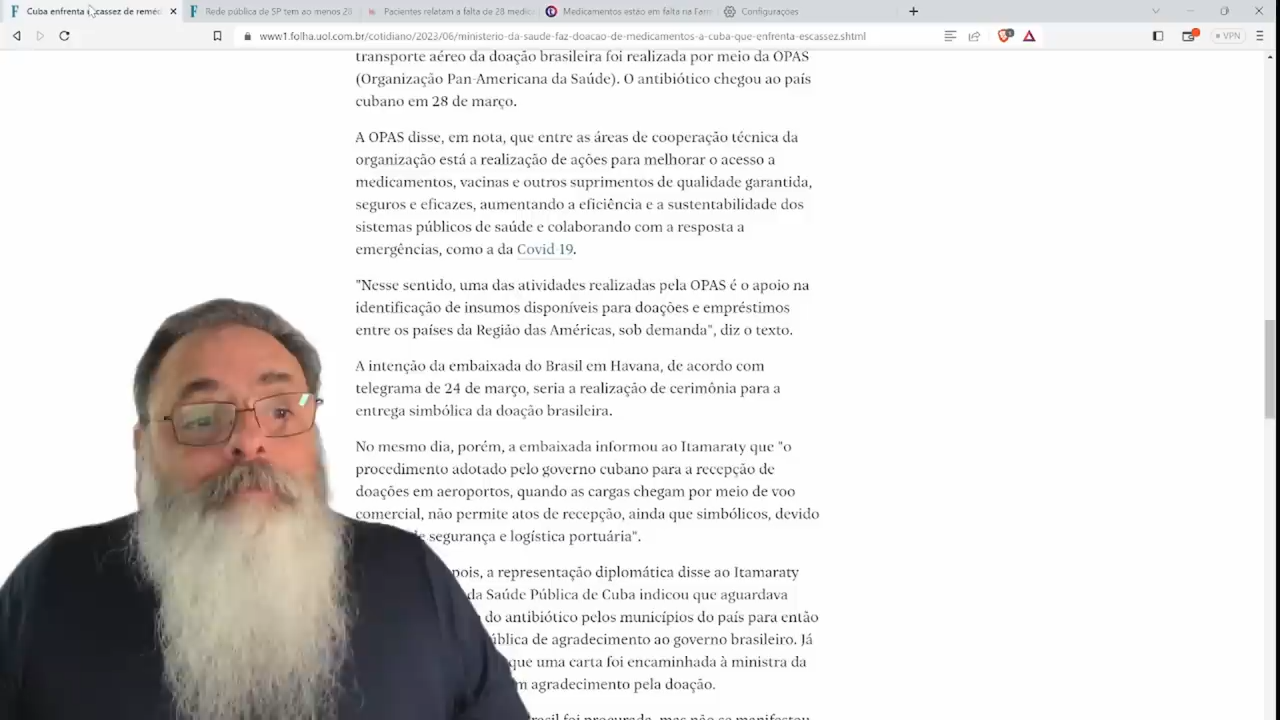 Cuba enfrenta escassez de reméd
Rede pública de SP tem ao menos 28
Pacientes relatam a falta de 28 medic
Medicamentos estão em falta na Farm
Configurações
www1.folha.uol.com.br/cotidiano/2023/06/ministerio-da-saude-faz-doacao-de-medicamentos-a-cuba-que-enfrenta-escassez.shtml
VPN
transporte aéreo da doação brasileira foi realizada por meio da OPAS
(Organização Pan-Americana da Saúde). O antibiótico chegou ao país
cubano em 28 de março.
A OPAS disse, em nota, que entre as áreas de cooperação técnica da
organização está a realização de ações para melhorar o acesso a
medicamentos, vacinas e outros suprimentos de qualidade garantida,
seguros e eficazes, aumentando a eficiência e a sustentabilidade dos
sistemas públicos de saúde e colaborando com a resposta a
emergências, como a da Covid-19.
"Nesse sentido, uma das atividades realizadas pela OPAS é o apoio na
identificação de insumos disponíveis para doações e empréstimos
entre os países da Região das Américas, sob demanda", diz o texto.
A intenção da embaixada do Brasil em Havana, de acordo com
telegrama de 24 de março, seria a realização de cerimônia para a
entrega simbólica da doação brasileira.
No mesmo dia, porém, a embaixada informou ao Itamaraty que "o
procedimento adotado pelo governo cubano para a recepção de
doações em aeroportos, quando as cargas chegam por meio de voo
comercial, não permite atos de recepção, ainda que simbólicos, devido
segurança e logística portuária".
pois, a representação diplomática disse ao Itamaraty
da Saúde Pública de Cuba indicou que aguardava
do antibiótico pelos municípios do país para então
ública de agradecimento ao governo brasileiro. Já
que uma carta foi encaminhada à ministra da
m agradecimento pela doação.
foi procurada, mas não se manifestou